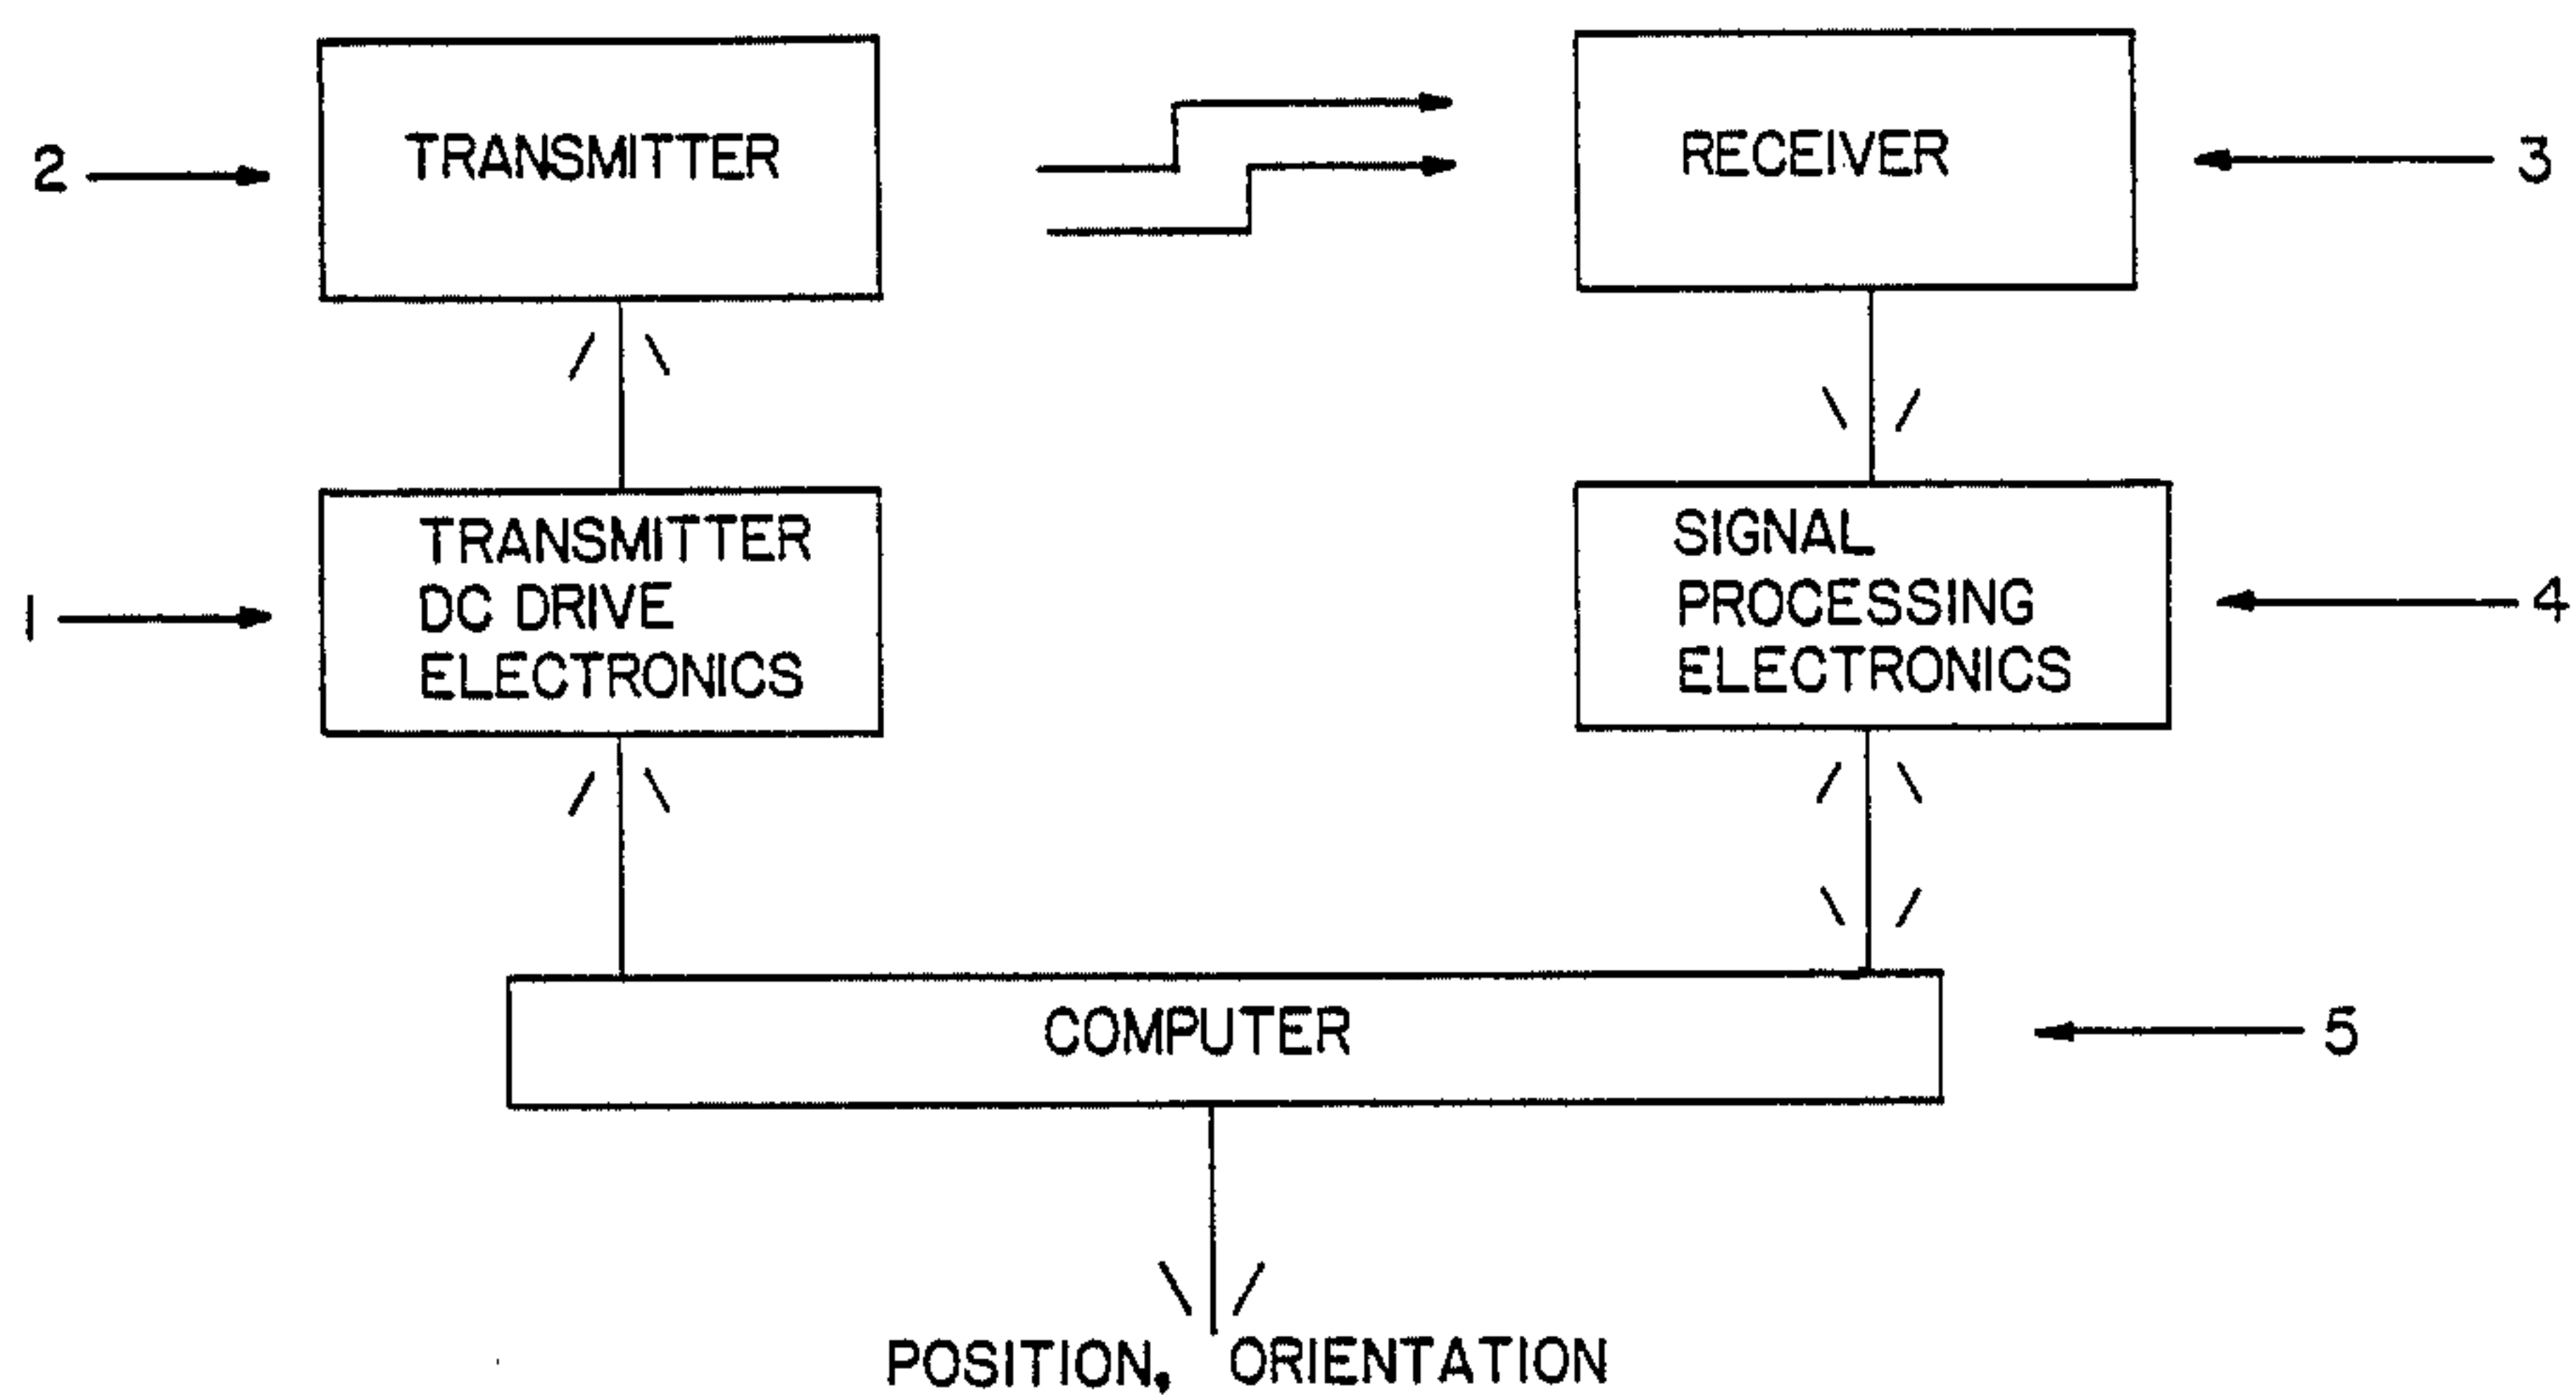 2
TRANSMITTER
RECEIVER
3
1
TRANSMITTER
DC DRIVE
ELECTRONICS
SIGNAL
PROCESSING
ELECTRONICS
4
COMPUTER
5
POSITION, ORIENTATION